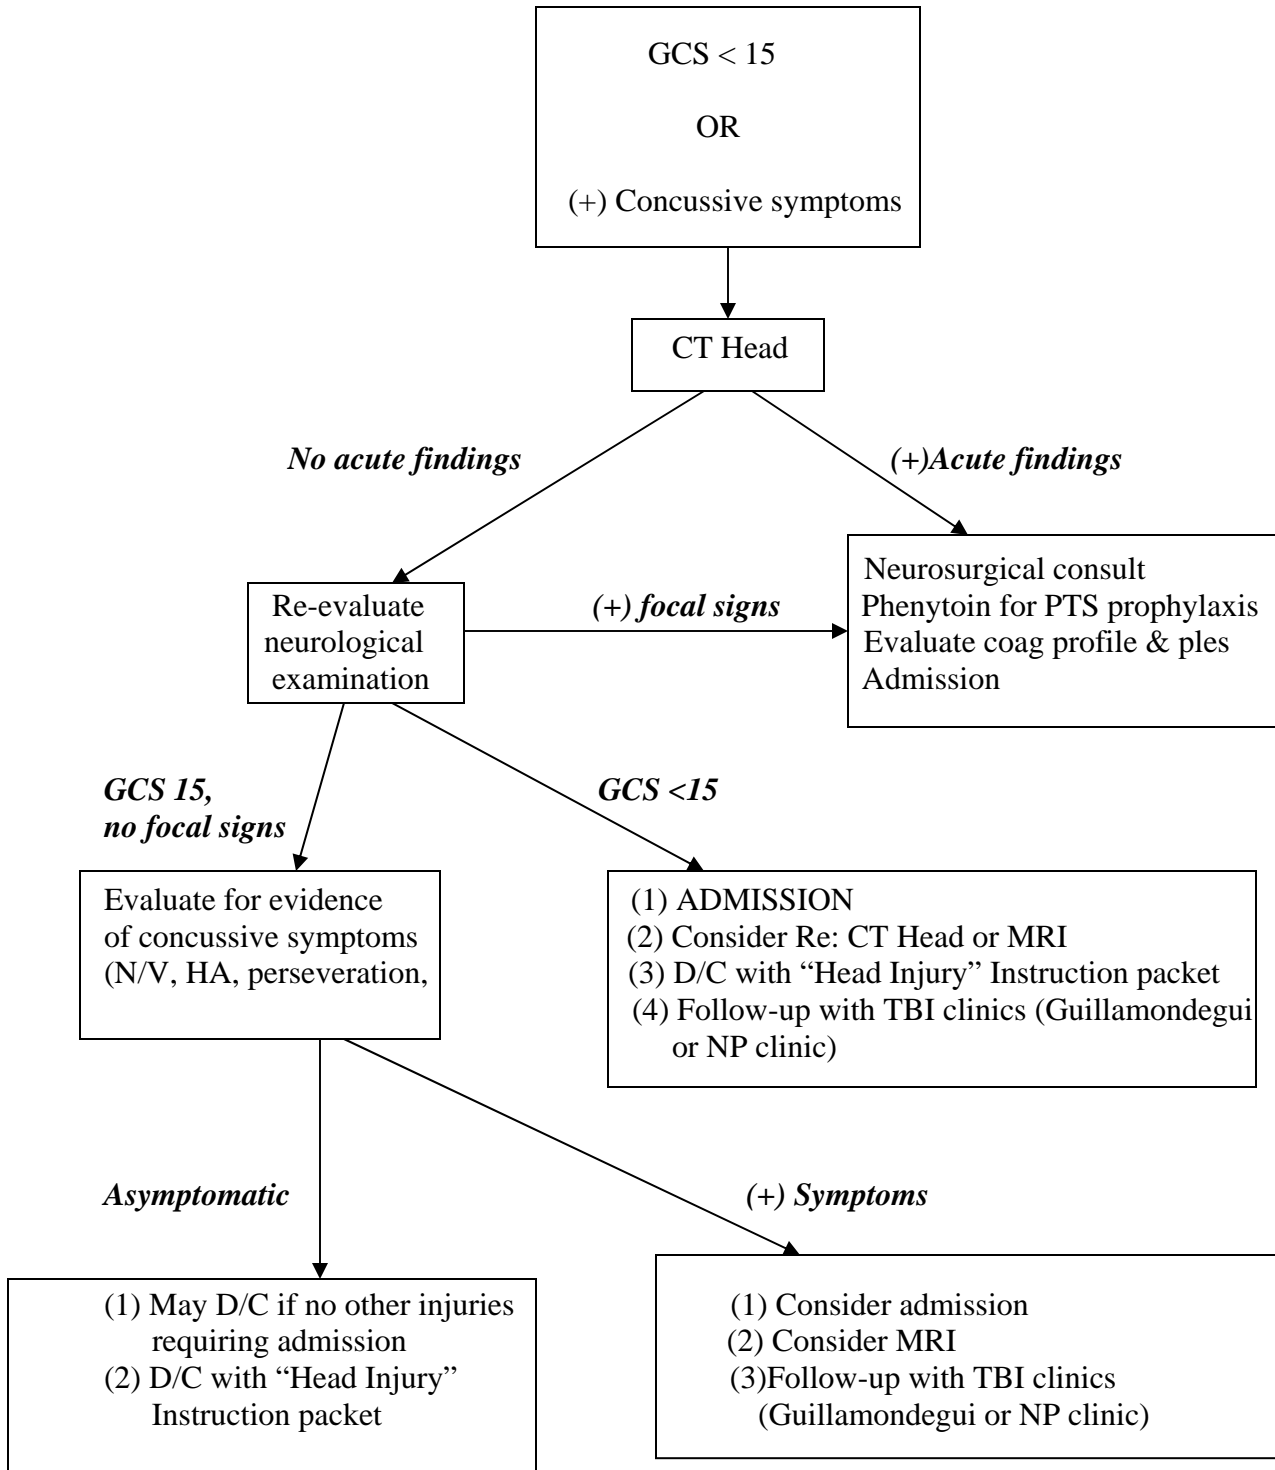 GCS < 15
OR
(+) Concussive symptoms
CT Head
No acute findings
(+)Acute findings
Neurosurgical consult
Phenytoin for PTS prophylaxis
Evaluate coag profile & ples
Admission
Re-evaluate
neurological
examination
(+) focal signs
GCS 15,
no focal signs
GCS <15
Evaluate for evidence
of concussive symptoms
(N/V, HA, perseveration,
(1) ADMISSION
(2) Consider Re: CT Head or MRI
(3) D/C with “Head Injury” Instruction packet
(4) Follow-up with TBI clinics (Guillamondegui
or NP clinic)
Asymptomatic
(+) Symptoms
(1) May D/C if no other injuries
requiring admission
(2) D/C with “Head Injury”
Instruction packet
(1) Consider admission
(2) Consider MRI
(3)Follow-up with TBI clinics
(Guillamondegui or NP clinic)